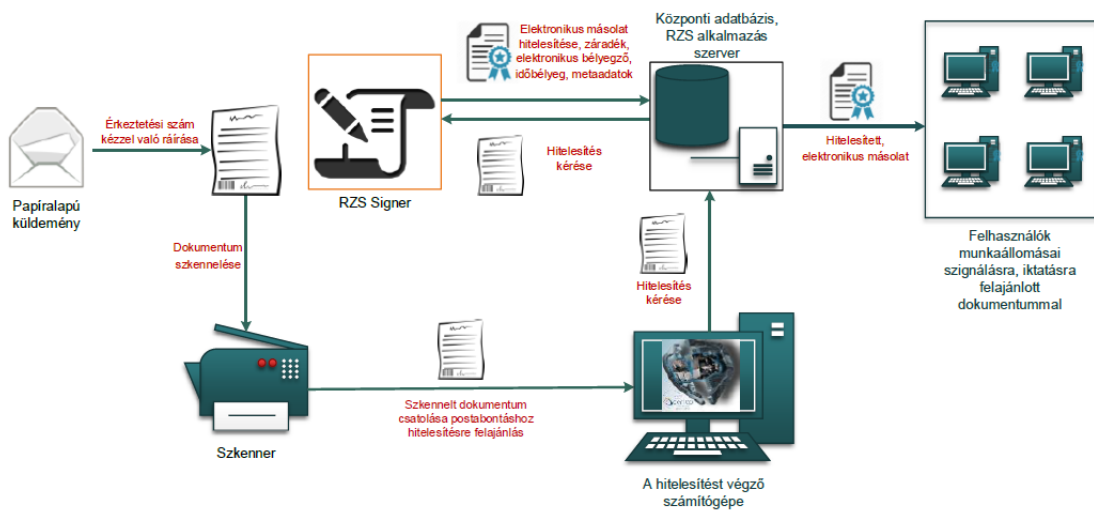 Papíralapú
küldemény
Érkeztetési szám
kézzel való ráírása
Dokumentum
szkennelése
Szkenner
Szkennelt dokumentum
csatolása postabontáshoz
hitelesítésre felajánlás
A hitelesítést végző
számítógépe
Hitelesítés
kérése
Központi adatbázis,
RZS alkalmazás
szerver
Hitelesítés
kérése
RZS Signer
Elektronikus másolat
hitelesítése, záradék,
elektronikus bélyegző,
időbélyeg, metaadatok
Hitelesített,
elektronikus másolat
Felhasználók
munkaállomásai
szignálásra, iktatásra
felajánlott
dokumentummal